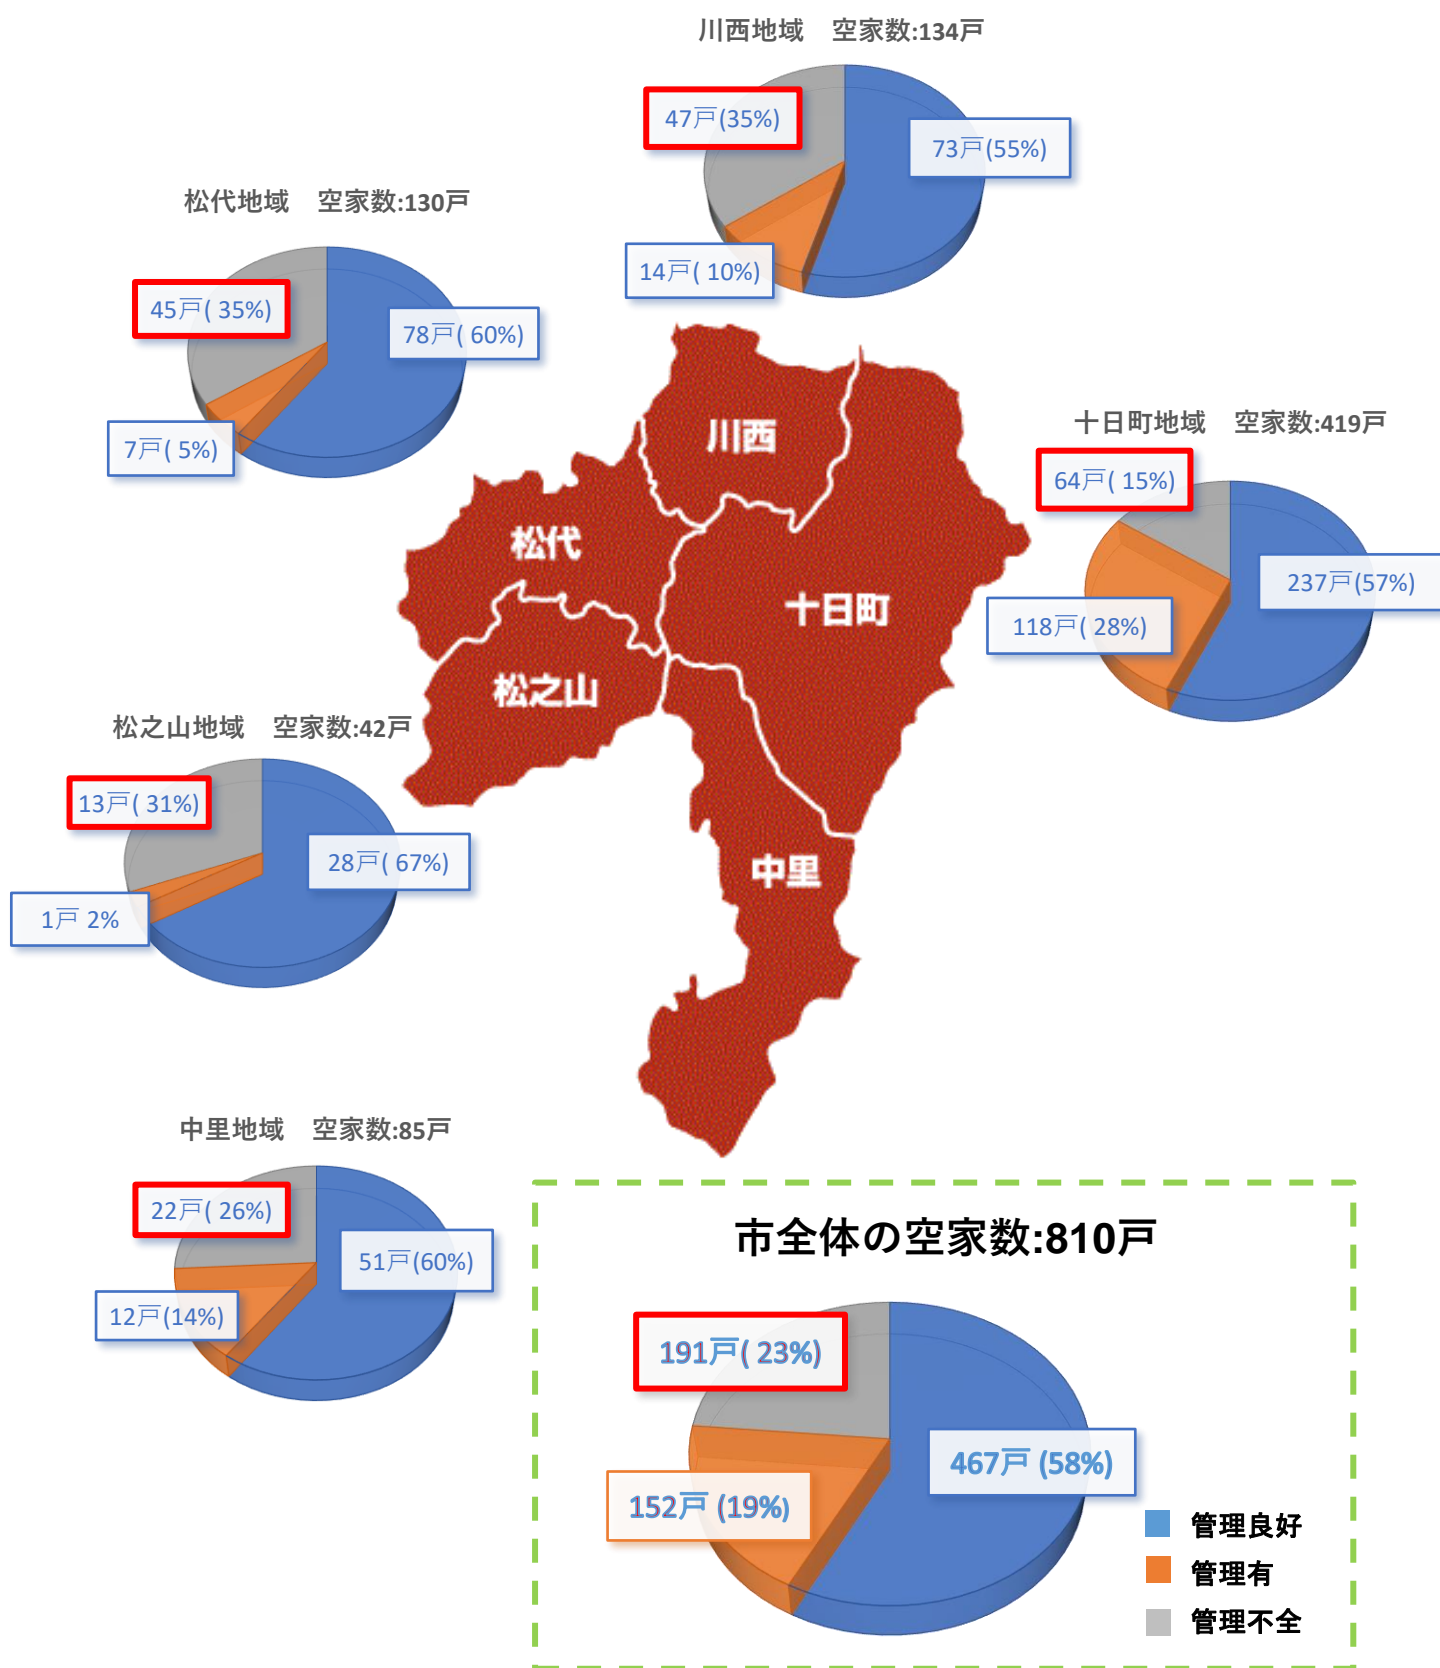 川西地域　空家数:134戸
47戸(35%)
73戸(55%)
14戸( 10%)
松代地域　空家数:130戸
45戸( 35%)
78戸( 60%)
7戸( 5%)
川西
松代
十日町
松之山
中里
十日町地域　空家数:419戸
64戸( 15%)
237戸(57%)
118戸( 28%)
松之山地域　空家数:42戸
13戸( 31%)
28戸( 67%)
1戸 2%
中里地域　空家数:85戸
22戸( 26%)
51戸(60%)
12戸(14%)
市全体の空家数:810戸
191戸( 23%)
467戸 (58%)
152戸 (19%)
管理良好
管理有
管理不全